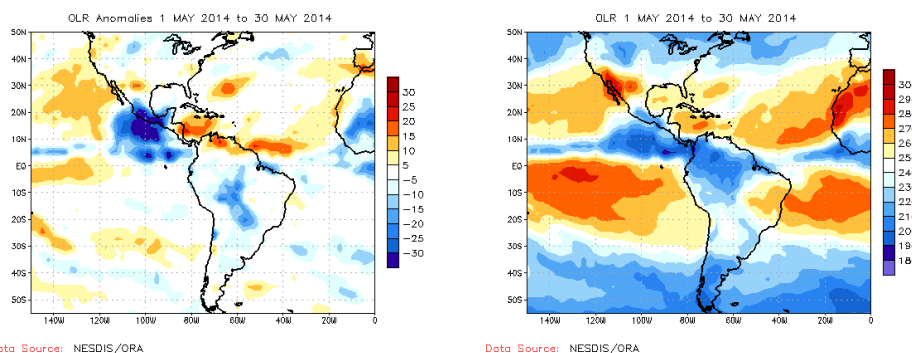 OLR Anomalies 1 MAY 2014 to 30 MAY 2014
50N
40N
30N
20N
10N
EQ
10S
20S
30S
40S
50S
140W 120W 100W 80W 60W 40W 20W 0
30
25
20
15
10
5
−5
−10
−15
−20
−25
−30
ata Source: NESDIS/ORA
OLR 1 MAY 2014 to 30 MAY 2014
50N
40N
30N
20N
10N
EQ
10S
20S
30S
40S
50S
140W 120W 100W 80W 60W 40W 20W 0
Data Source: NESDIS/ORA